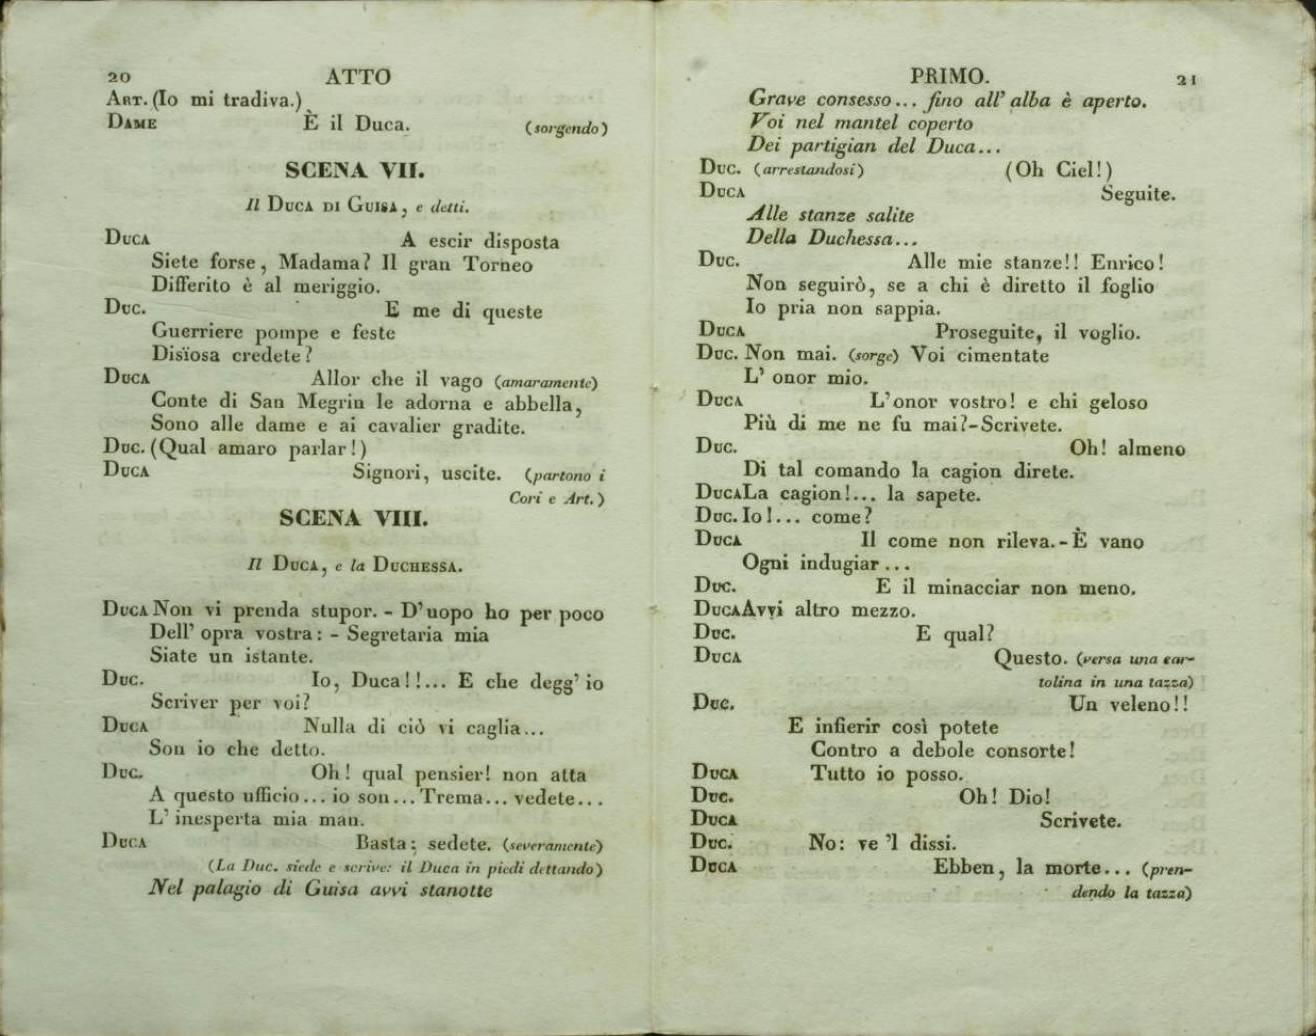 20 ATTO
ART. (Io mi tradiva.)
DAME È il Duca. (sorgendo)
SCENA VII.
Il DUCA DI GUISA, e detti.
DUCA A escir disposta
Siete forse, Madama? Il gran Torneo
Differito è al meriggio.
DUC. E me di queste
Guerriere pompe e feste
Disïosa credete?
DUCA Allor che il vago (amaramente)
Conte di San Megrin le adorna e abbella,
Sono alle dame e ai cavalier gradite.
DUC. (Qual amaro parlar!)
DUCA Signori, uscite. (partono i
Cori e Art.)
SCENA VIII.
Il DUCA, e la DUCHESSA.
DUCA Non vi prenda stupor. - D'uopo ho per poco
Dell' opra vostra: - Segretaria mia
Siate un istante.
DUC. Io, Duca!!... E che degg' io
Scriver per voi?
DUCA Nulla di ciò vi caglia...
Son io che detto.
DUC. Oh! qual pensier! non atta
A questo ufficio... io son... Trema... vedete...
L' inesperta mia man.
DUCA Basta; sedete. (severamente)
(La Duc. siede e scrive: il Duca in piedi dettando)
Nel palagio di Guisa avvi stanotte
PRIMO. 21
Grave consesso... fino all' alba è aperto.
Voi nel mantel coperto
Dei partigian del Duca...
DUC. (arrestandosi) (Oh Ciel!)
DUCA Seguite.
Alle stanze salite
Della Duchessa...
DUC. Alle mie stanze!! Enrico!
Non seguirò, se a chi è diretto il foglio
Io pria non sappia.
DUCA Proseguite, il voglio.
DUC. Non mai. (sorge) Voi cimentate
L' onor mio.
DUCA L'onor vostro! e chi geloso
Più di me ne fu mai?-Scrivete.
DUC. Oh! almeno
Di tal comando la cagion direte.
DUCA La cagion!... la sapete.
DUC. Io!... come?
DUCA Il come non rileva.-È vano
Ogni indugiar...
DUC. E il minacciar non meno.
DUCA Avvi altro mezzo.
DUC. E qual?
DUCA Questo. (versa una car-
tolina in una tazza)
DUC. Un veleno!!
E infierir così potete
Contro a debole consorte!
DUCA Tutto io posso.
DUC. Oh! Dio!
DUCA Scrivete.
DUC. No: ve 'l dissi.
DUCA Ebben, la morte... (pren-
dendo la tazza)